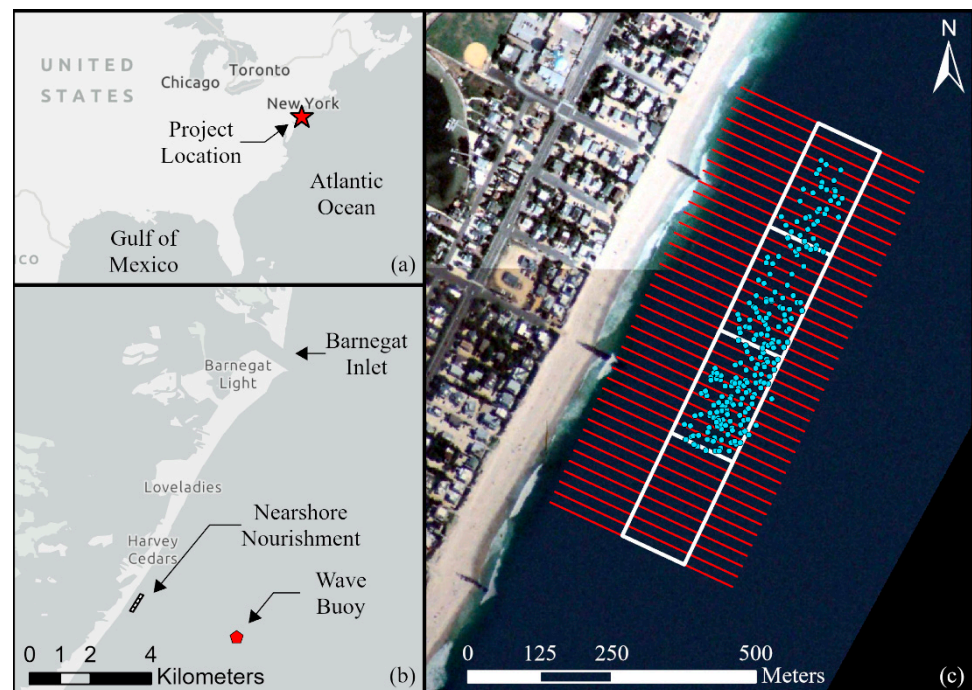 UNITED
STATES
Chicago
Toronto
New York
Project
Location
Atlantic
Ocean
Gulf of
Mexico
ico
(a)
Barnegat
Inlet
Barnegat
Light
Loveladies
Nearshore
Nourishment
Harvey
Cedars
Wave
Buoy
0 1 2 4
Kilometers
(b)
N
0 125 250 500
Meters
(c)